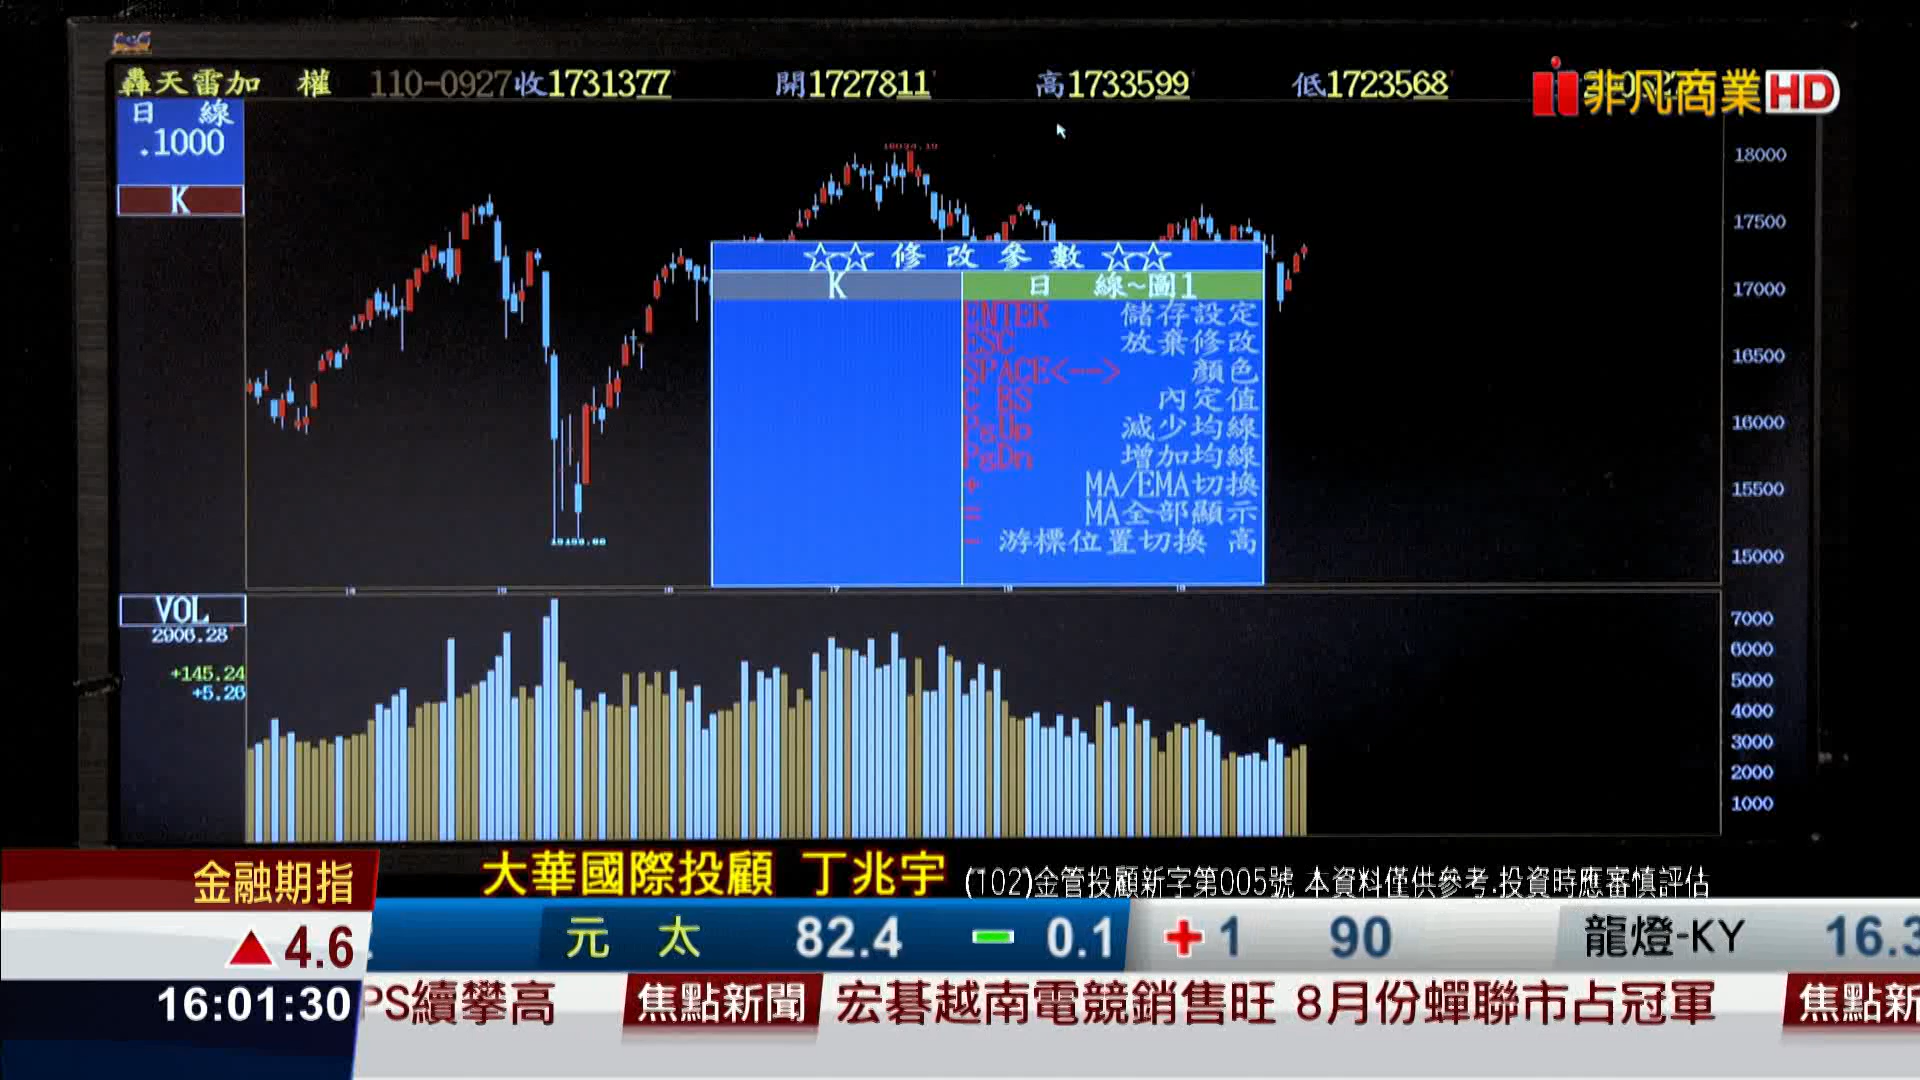 轟天雷加 權 110-0927收1731377 開1727811 高1733599 低1723568
非凡商業HD
日 線
.1000
K
18034.19
18000
17500
17000
16500
16000
15500
15000
☆☆ 修 改 參 數 ☆☆
K 日 線~圖1
ENTER 儲存設定
ESC 放棄修改
SPACE<--> 顏色
C BS 內定值
PgUp 減少均線
PgDn 增加均線
+ MA/EMA切換
= MA全部顯示
- 游標位置切換 高
VOL
2906.28
+145.24
+5.26
7000
6000
5000
4000
3000
2000
1000
金融期指
大華國際投顧 丁兆宇 (102)金管投顧新字第005號 本資料僅供參考.投資時應審慎評估
▲4.6
元 太 82.4 0.1 +1 90 龍燈-KY 16.3
16:01:30
PS續攀高 焦點新聞 宏碁越南電競銷售旺 8月份蟬聯市占冠軍 焦點新